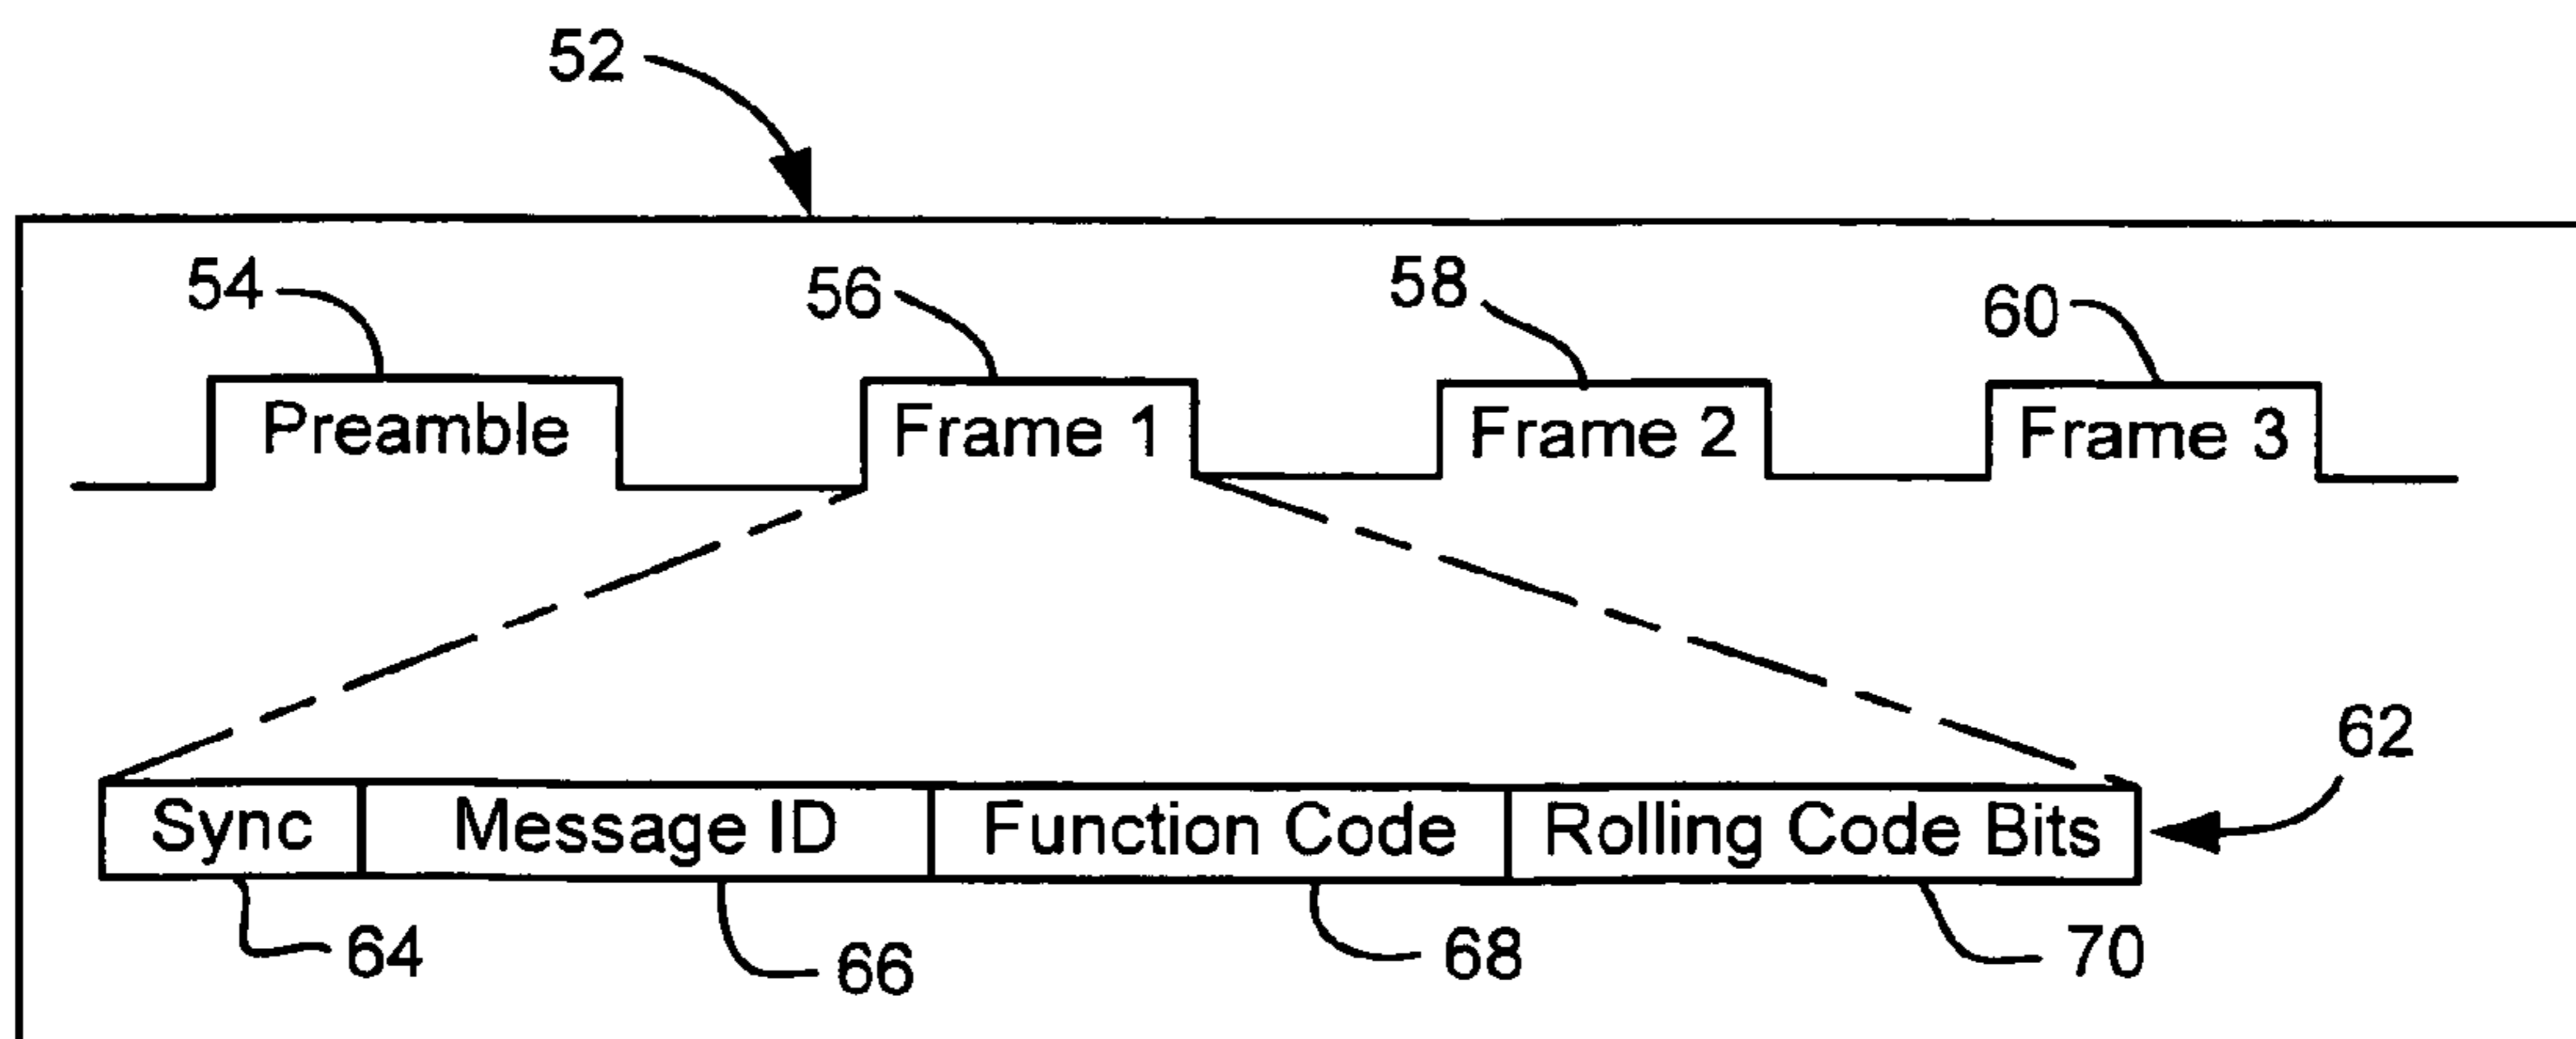 52
54 56 58 60
Preamble Frame 1 Frame 2 Frame 3
62
Sync Message ID Function Code Rolling Code Bits
64 66 68 70